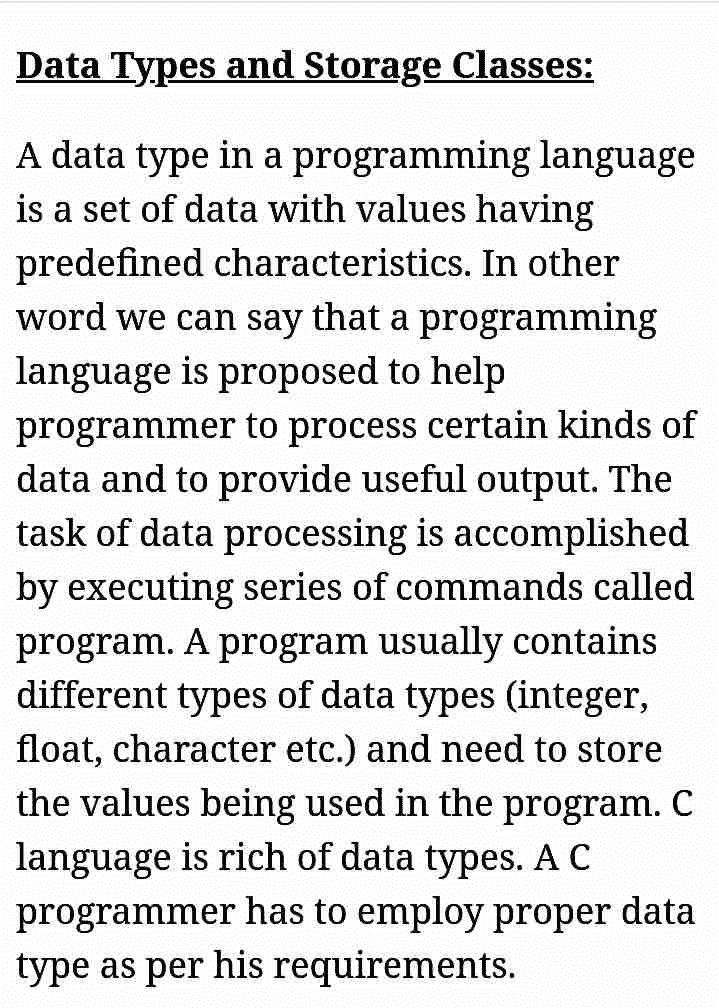 Data Types and Storage Classes:
A data type in a programming language
is a set of data with values having
predefined characteristics. In other
word we can say that a programming
language is proposed to help
programmer to process certain kinds of
data and to provide useful output. The
task of data processing is accomplished
by executing series of commands called
program. A program usually contains
different types of data types (integer,
float, character etc.) and need to store
the values being used in the program. C
language is rich of data types. A C
programmer has to employ proper data
type as per his requirements.